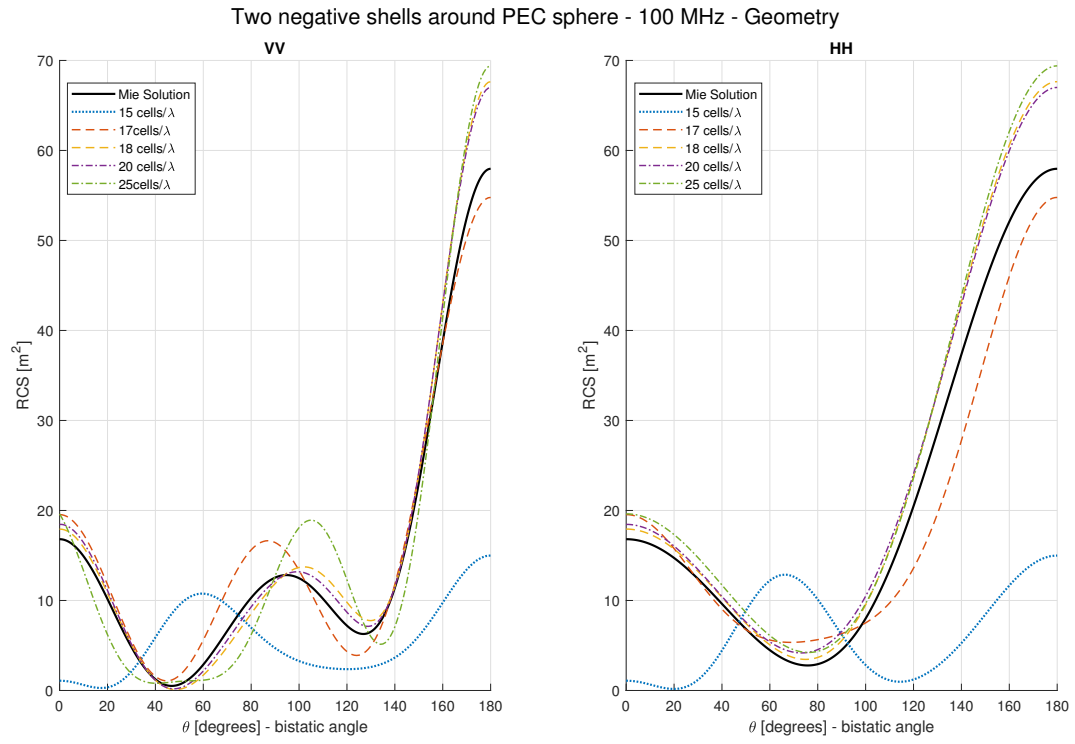 Two negative shells around PEC sphere - 100 MHz - Geometry
VV
70
60
50
40
30
20
10
0
RCS [m²]
Mie Solution
15 cells/λ
17cells/λ
18 cells/λ
20 cells/λ
25cells/λ
0 20 40 60 80 100 120 140 160 180
θ [degrees] - bistatic angle
HH
70
60
50
40
30
20
10
0
RCS [m²]
Mie Solution
15 cells/λ
17 cells/λ
18 cells/λ
20 cells/λ
25 cells/λ
0 20 40 60 80 100 120 140 160 180
θ [degrees] - bistatic angle